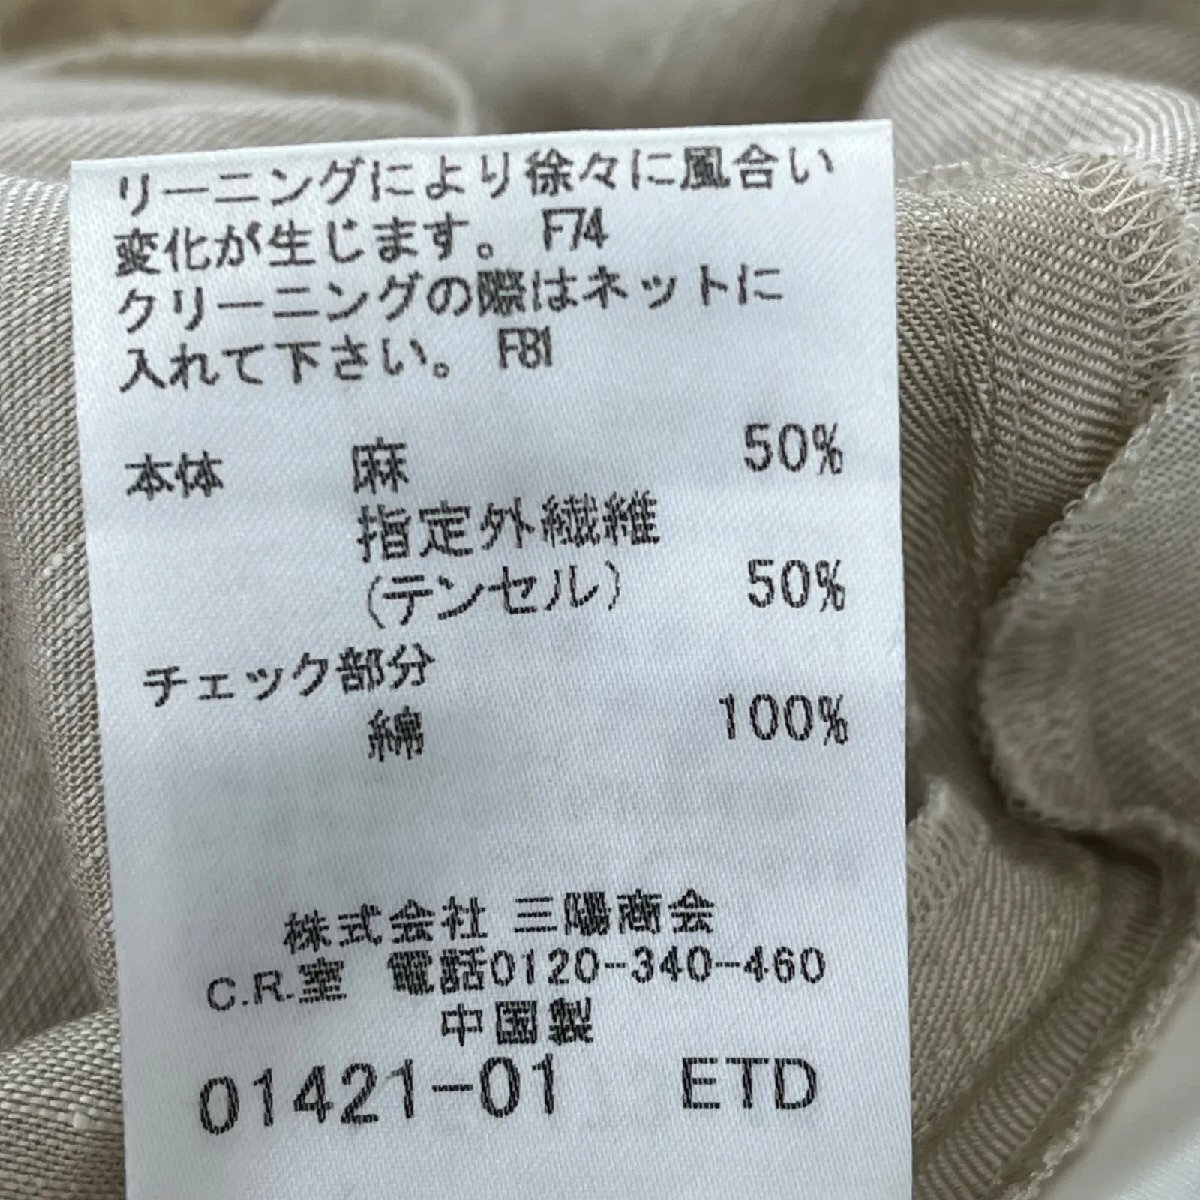 リーニングにより徐々に風合い
変化が生じます。 F74
クリーニングの際はネットに
入れて下さい。 F81
本体 麻 50%
指定外繊維
(テンセル) 50%
チェック部分
綿 100%
株式会社 三陽商会
C.R.室 電話0120-340-460
中国製
01421-01 ETD